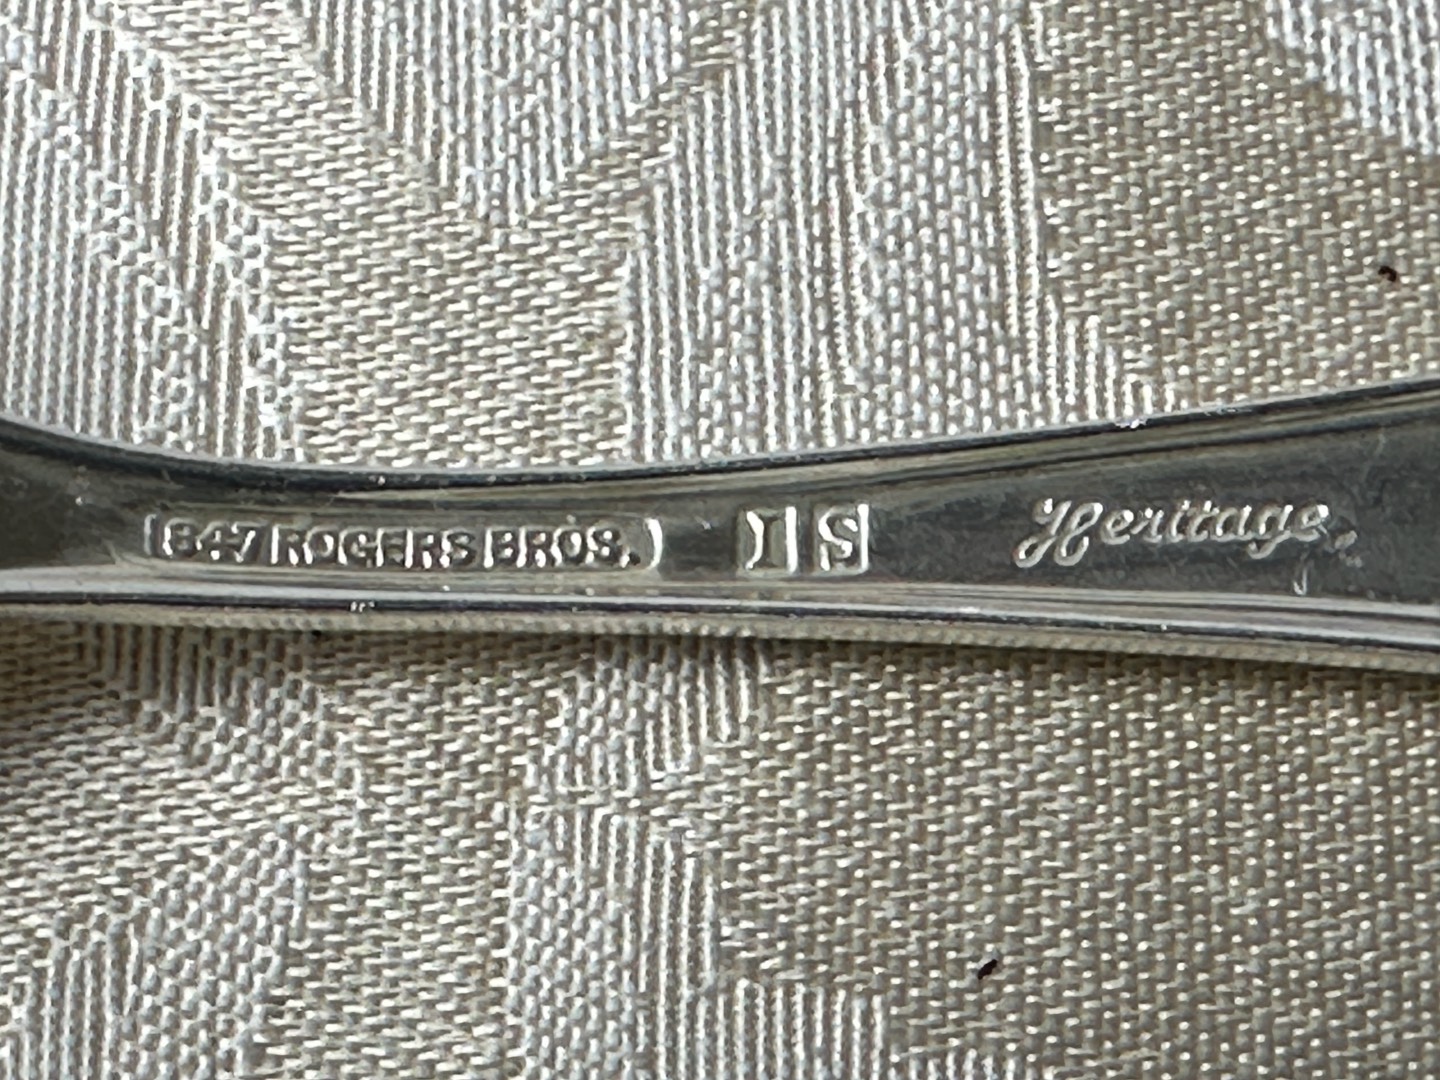 1847 ROGERS BROS. I S Heritage